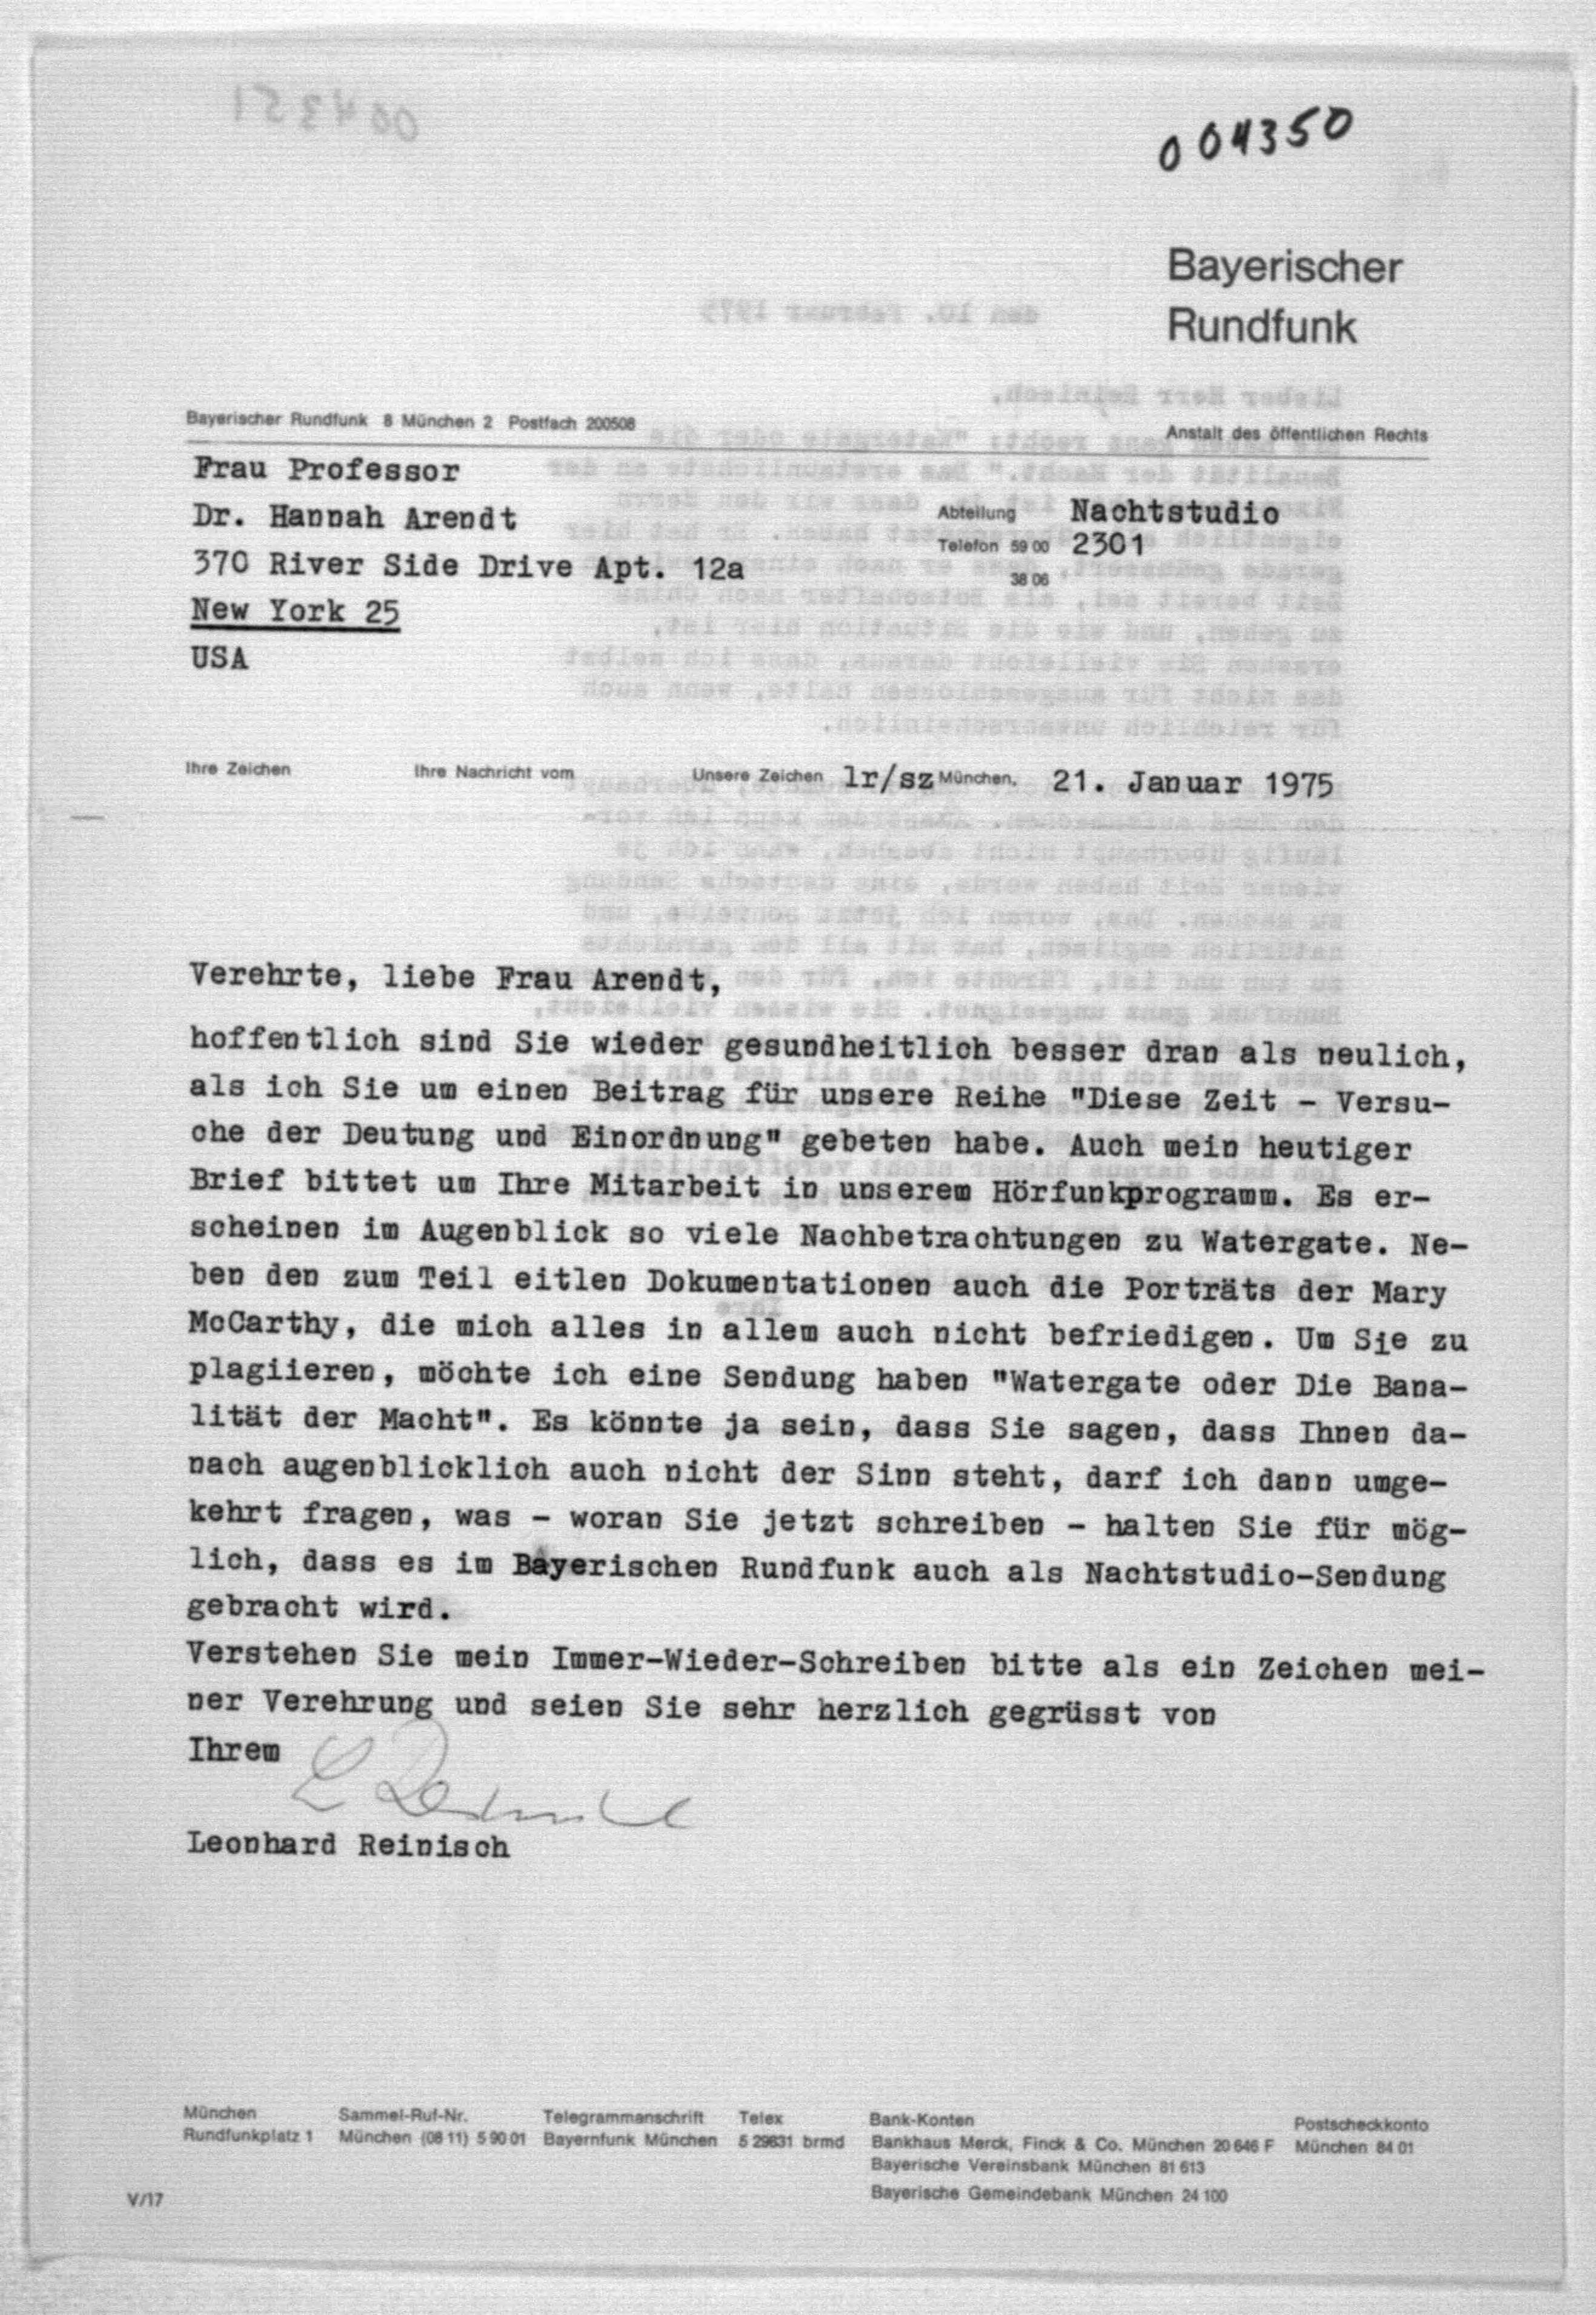 004350
Bayerischer
Rundfunk
Bayerischer Rundfunk 8 München 2 Postfach 200508
Anstalt des öffentlichen Rechts
Frau Professor
Dr. Hannah Arendt
370 River Side Drive Apt. 12a
New York 25
USA
Abteilung Nachtstudio
Telefon 59 00 2301
38 06
Ihre Zeichen Ihre Nachricht vom Unsere Zeichen lr/sz München, 21. Januar 1975
Verehrte, liebe Frau Arendt,
hoffentlich sind Sie wieder gesundheitlich besser dran als neulich,
als ich Sie um einen Beitrag für unsere Reihe "Diese Zeit - Versu-
che der Deutung und Einordnung" gebeten habe. Auch mein heutiger
Brief bittet um Ihre Mitarbeit in unserem Hörfunkprogramm. Es er-
scheinen im Augenblick so viele Nachbetrachtungen zu Watergate. Ne-
ben den zum Teil eitlen Dokumentationen auch die Porträts der Mary
McCarthy, die mich alles in allem auch nicht befriedigen. Um Sie zu
plagiieren, möchte ich eine Sendung haben "Watergate oder Die Bana-
lität der Macht". Es könnte ja sein, dass Sie sagen, dass Ihnen da-
nach augenblicklich auch nicht der Sinn steht, darf ich dann umge-
kehrt fragen, was - woran Sie jetzt schreiben - halten Sie für mög-
lich, dass es im Bayerischen Rundfunk auch als Nachtstudio-Sendung
gebracht wird.
Verstehen Sie mein Immer-Wieder-Schreiben bitte als ein Zeichen mei-
ner Verehrung und seien Sie sehr herzlich gegrüsst von
Ihrem
Leonhard Reinisch
München Sammel-Ruf-Nr. Telegrammanschrift Telex Bank-Konten Postscheckkonto
Rundfunkplatz 1 München (08 11) 5 90 01 Bayernfunk München 5 29831 brmd Bankhaus Merck, Finck & Co. München 20 646 F München 84 01
Bayerische Vereinsbank München 81 613
Bayerische Gemeindebank München 24 100
V/17